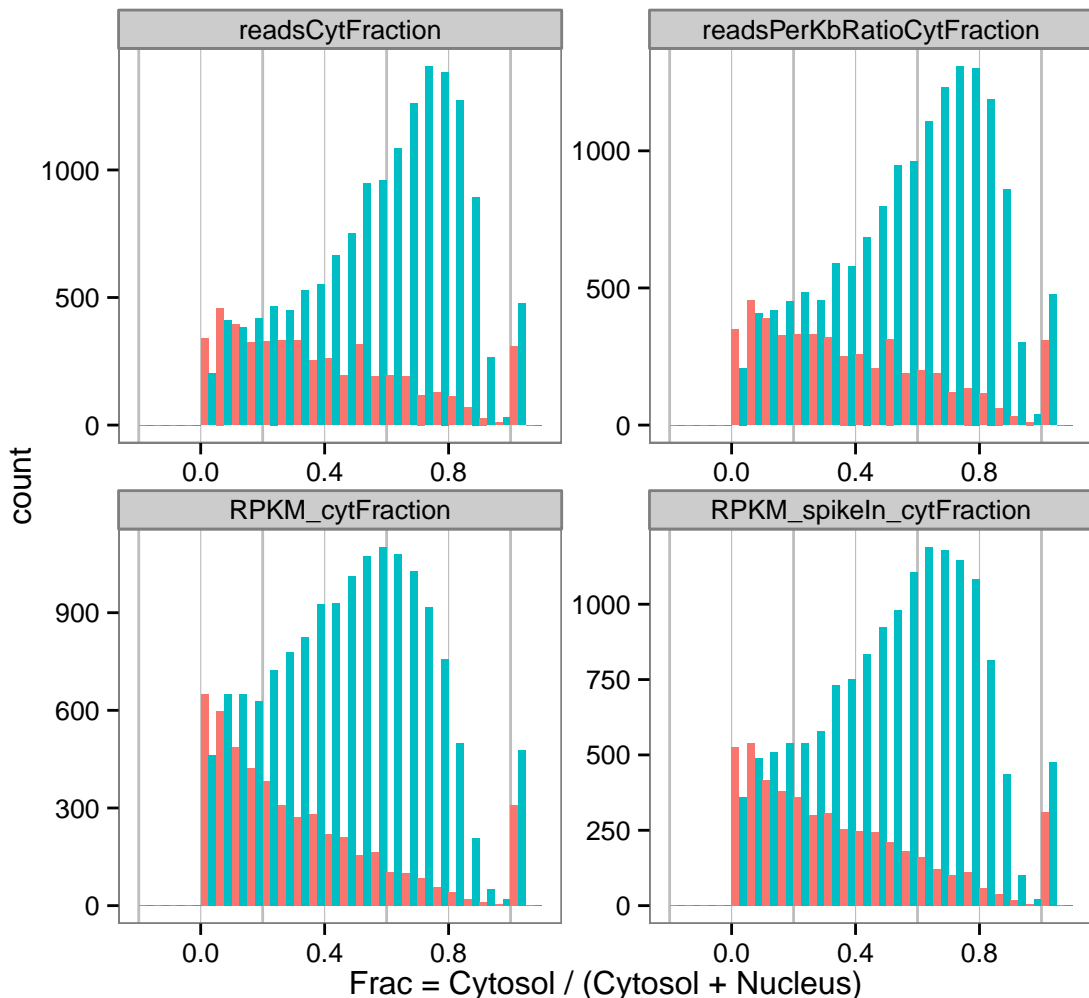 readsCytFraction
readsPerKbRatioCytFraction
1000
500
0
1000
500
0
0.0 0.4 0.8
0.0 0.4 0.8
count
RPKM_cytFraction
RPKM_spikeIn_cytFraction
900
600
300
0
1000
750
500
250
0
0.0 0.4 0.8
0.0 0.4 0.8
Frac = Cytosol / (Cytosol + Nucleus)